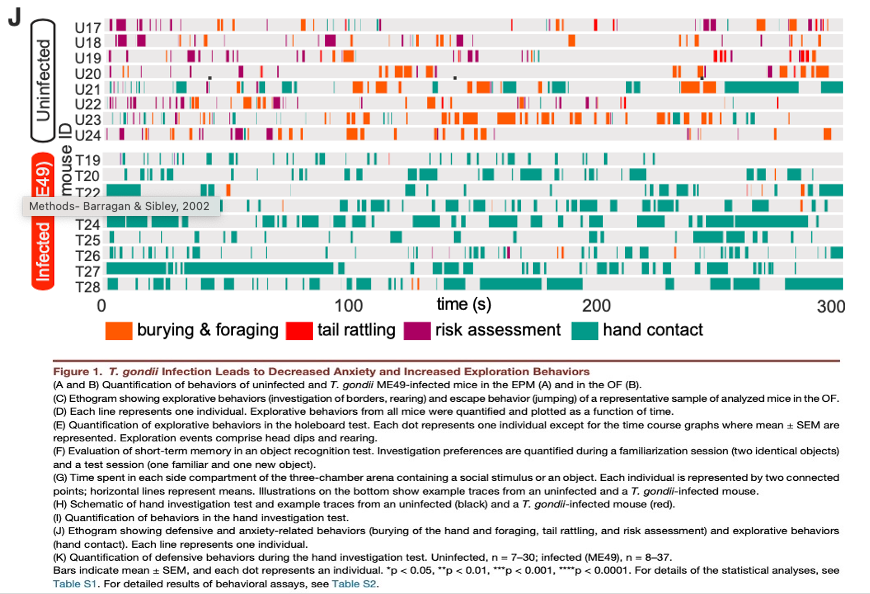 J
Uninfected
Infected
E49)
mouse ID
U17
U18
U19
U20
U21
U22
U23
U24
T19
T20
T22
Methods- Barragan & Sibley, 2002
T24
T25
T26
T27
T28
0
100
time (s)
200
300
burying & foraging
tail rattling
risk assessment
hand contact
Figure 1. T. gondii Infection Leads to Decreased Anxiety and Increased Exploration Behaviors
(A and B) Quantification of behaviors of uninfected and T. gondii ME49-infected mice in the EPM (A) and in the OF (B).
(C) Ethogram showing explorative behaviors (investigation of borders, rearing) and escape behavior (jumping) of a representative sample of analyzed mice in the OF.
(D) Each line represents one individual. Explorative behaviors from all mice were quantified and plotted as a function of time.
(E) Quantification of explorative behaviors in the holeboard test. Each dot represents one individual except for the time course graphs where mean ± SEM are
represented. Exploration events comprise head dips and rearing.
(F) Evaluation of short-term memory in an object recognition test. Investigation preferences are quantified during a familiarization session (two identical objects)
and a test session (one familiar and one new object).
(G) Time spent in each side compartment of the three-chamber arena containing a social stimulus or an object. Each individual is represented by two connected
points; horizontal lines represent means. Illustrations on the bottom show example traces from an uninfected and a T. gondii-infected mouse.
(H) Schematic of hand investigation test and example traces from an uninfected (black) and a T. gondii-infected mouse (red).
(I) Quantification of behaviors in the hand investigation test.
(J) Ethogram showing defensive and anxiety-related behaviors (burying of the hand and foraging, tail rattling, and risk assessment) and explorative behaviors
(hand contact). Each line represents one individual.
(K) Quantification of defensive behaviors during the hand investigation test. Uninfected, n = 7–30; infected (ME49), n = 8–37.
Bars indicate mean ± SEM, and each dot represents an individual. *p < 0.05, **p < 0.01, ***p < 0.001, ****p < 0.0001. For details of the statistical analyses, see
Table S1. For detailed results of behavioral assays, see Table S2.